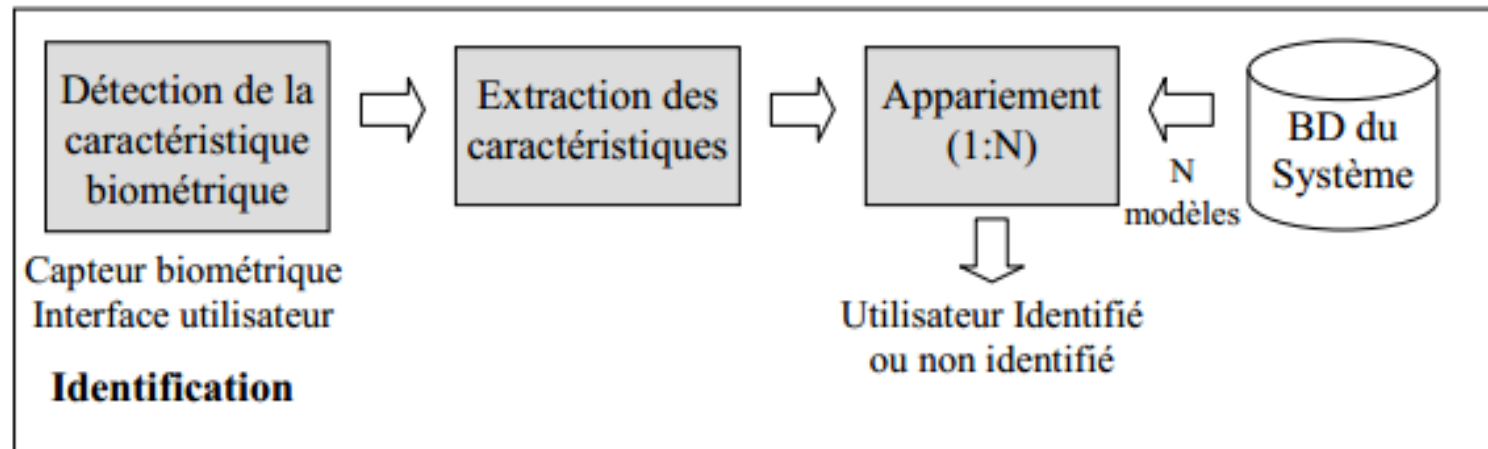 Détection de la
caractéristique
biométrique
Capteur biométrique
Interface utilisateur
Identification
Extraction des
caractéristiques
Appariement
(1:N)
Utilisateur Identifié
ou non identifié
N
modèles
BD du
Système